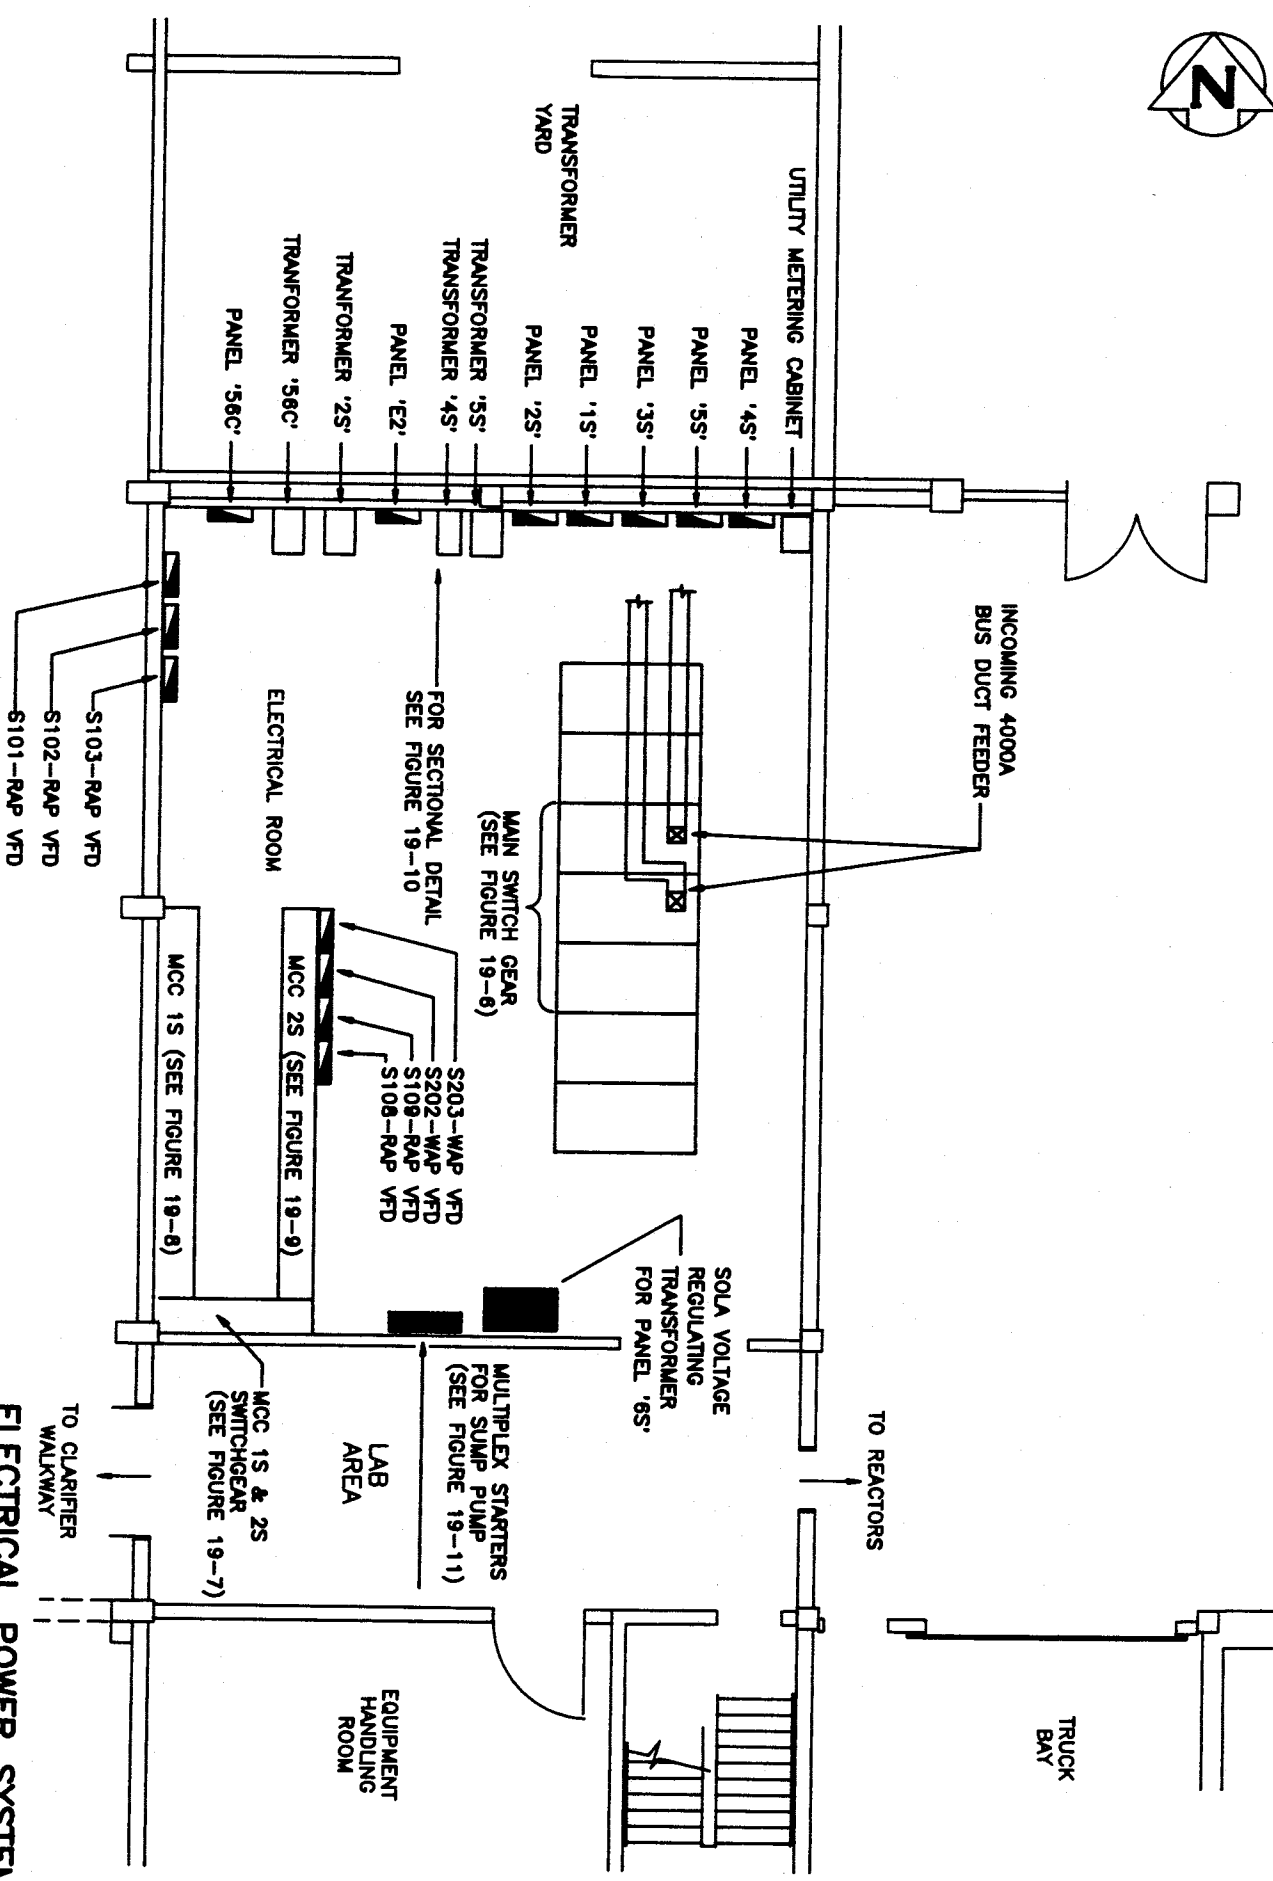 N
TRANSFORMER
YARD
UTILITY METERING CABINET
PANEL '4S'
PANEL '5S'
PANEL '3S'
PANEL '1S'
PANEL '2S'
TRANSFORMER '5S'
TRANSFORMER '4S'
PANEL 'E2'
TRANFORMER '2S'
TRANFORMER '56C'
PANEL '56C'
INCOMING 4000A
BUS DUCT FEEDER
FOR SECTIONAL DETAIL
SEE FIGURE 19-10
ELECTRICAL ROOM
S103-RAP VFD
S102-RAP VFD
S101-RAP VFD
MAIN SWITCH GEAR
(SEE FIGURE 19-6)
S203-WAP VFD
S202-WAP VFD
S109-RAP VFD
S108-RAP VFD
MCC 2S (SEE FIGURE 19-9)
MCC 1S (SEE FIGURE 19-8)
SOLA VOLTAGE
REGULATING
TRANSFORMER
FOR PANEL '6S'
MULTIPLEX STARTERS
FOR SUMP PUMP
(SEE FIGURE 19-11)
LAB
AREA
MCC 1S & 2S
SWITCHGEAR
(SEE FIGURE 19-7)
TO REACTORS
TO CLARIFIER
WALKWAY
TRUCK
BAY
EQUIPMENT
HANDLING
ROOM
ELECTRICAL POWER SYSTEM